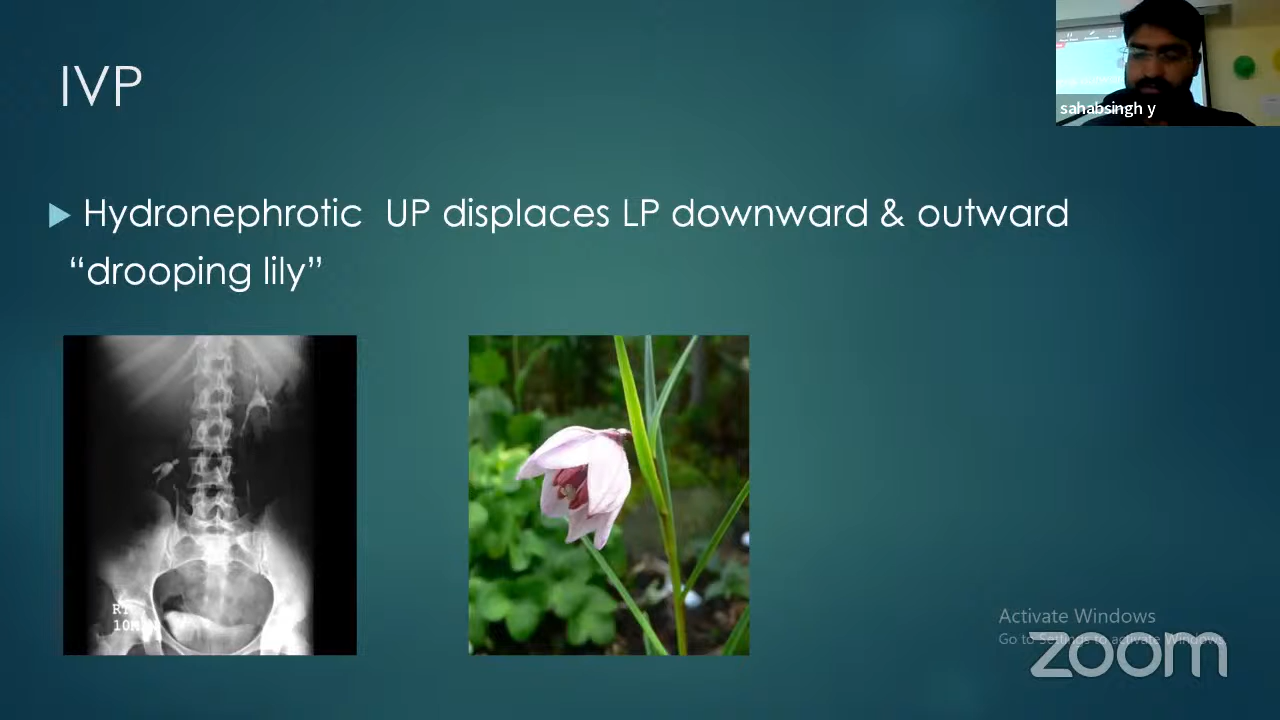 IVP
sahabsingh y
Hydronephrotic UP displaces LP downward & outward
“drooping lily”
10
Activate Windows
Go to Settings to activate Windows.
zoom